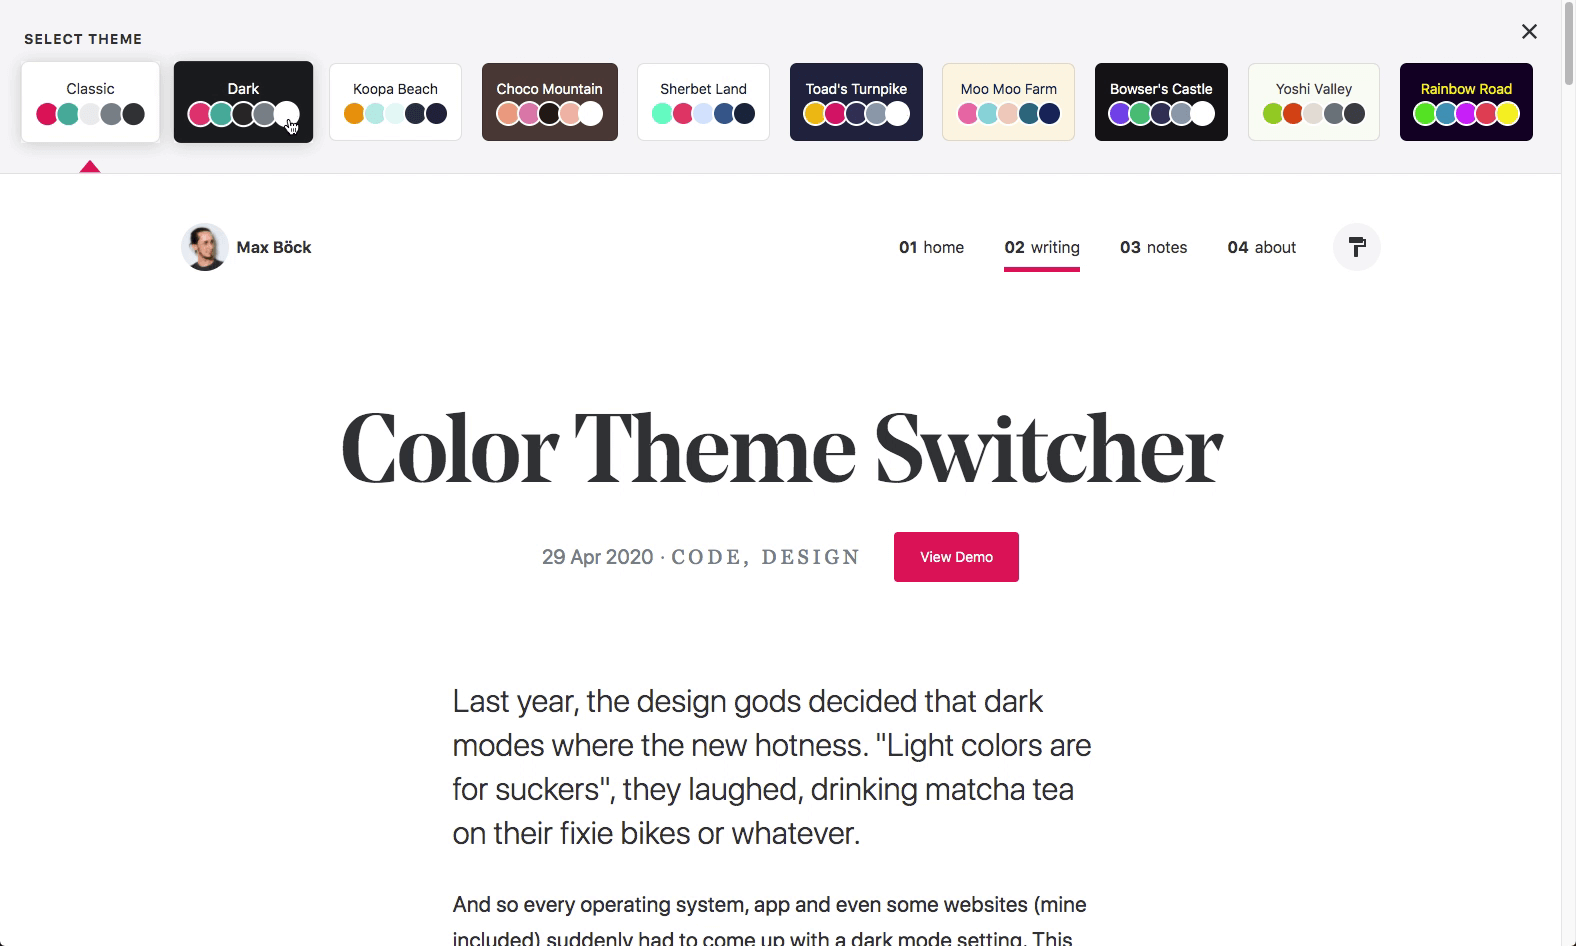 SELECT THEME
Classic
Dark
Koopa Beach
Choco Mountain
Sherbet Land
Toad's Turnpike
Moo Moo Farm
Bowser's Castle
Yoshi Valley
Rainbow Road
Max Böck
01 home
02 writing
03 notes
04 about
Color Theme Switcher
29 Apr 2020 · CODE, DESIGN
View Demo
Last year, the design gods decided that dark
modes where the new hotness. "Light colors are
for suckers", they laughed, drinking matcha tea
on their fixie bikes or whatever.
And so every operating system, app and even some websites (mine
included) suddenly had to come up with a dark mode setting. This